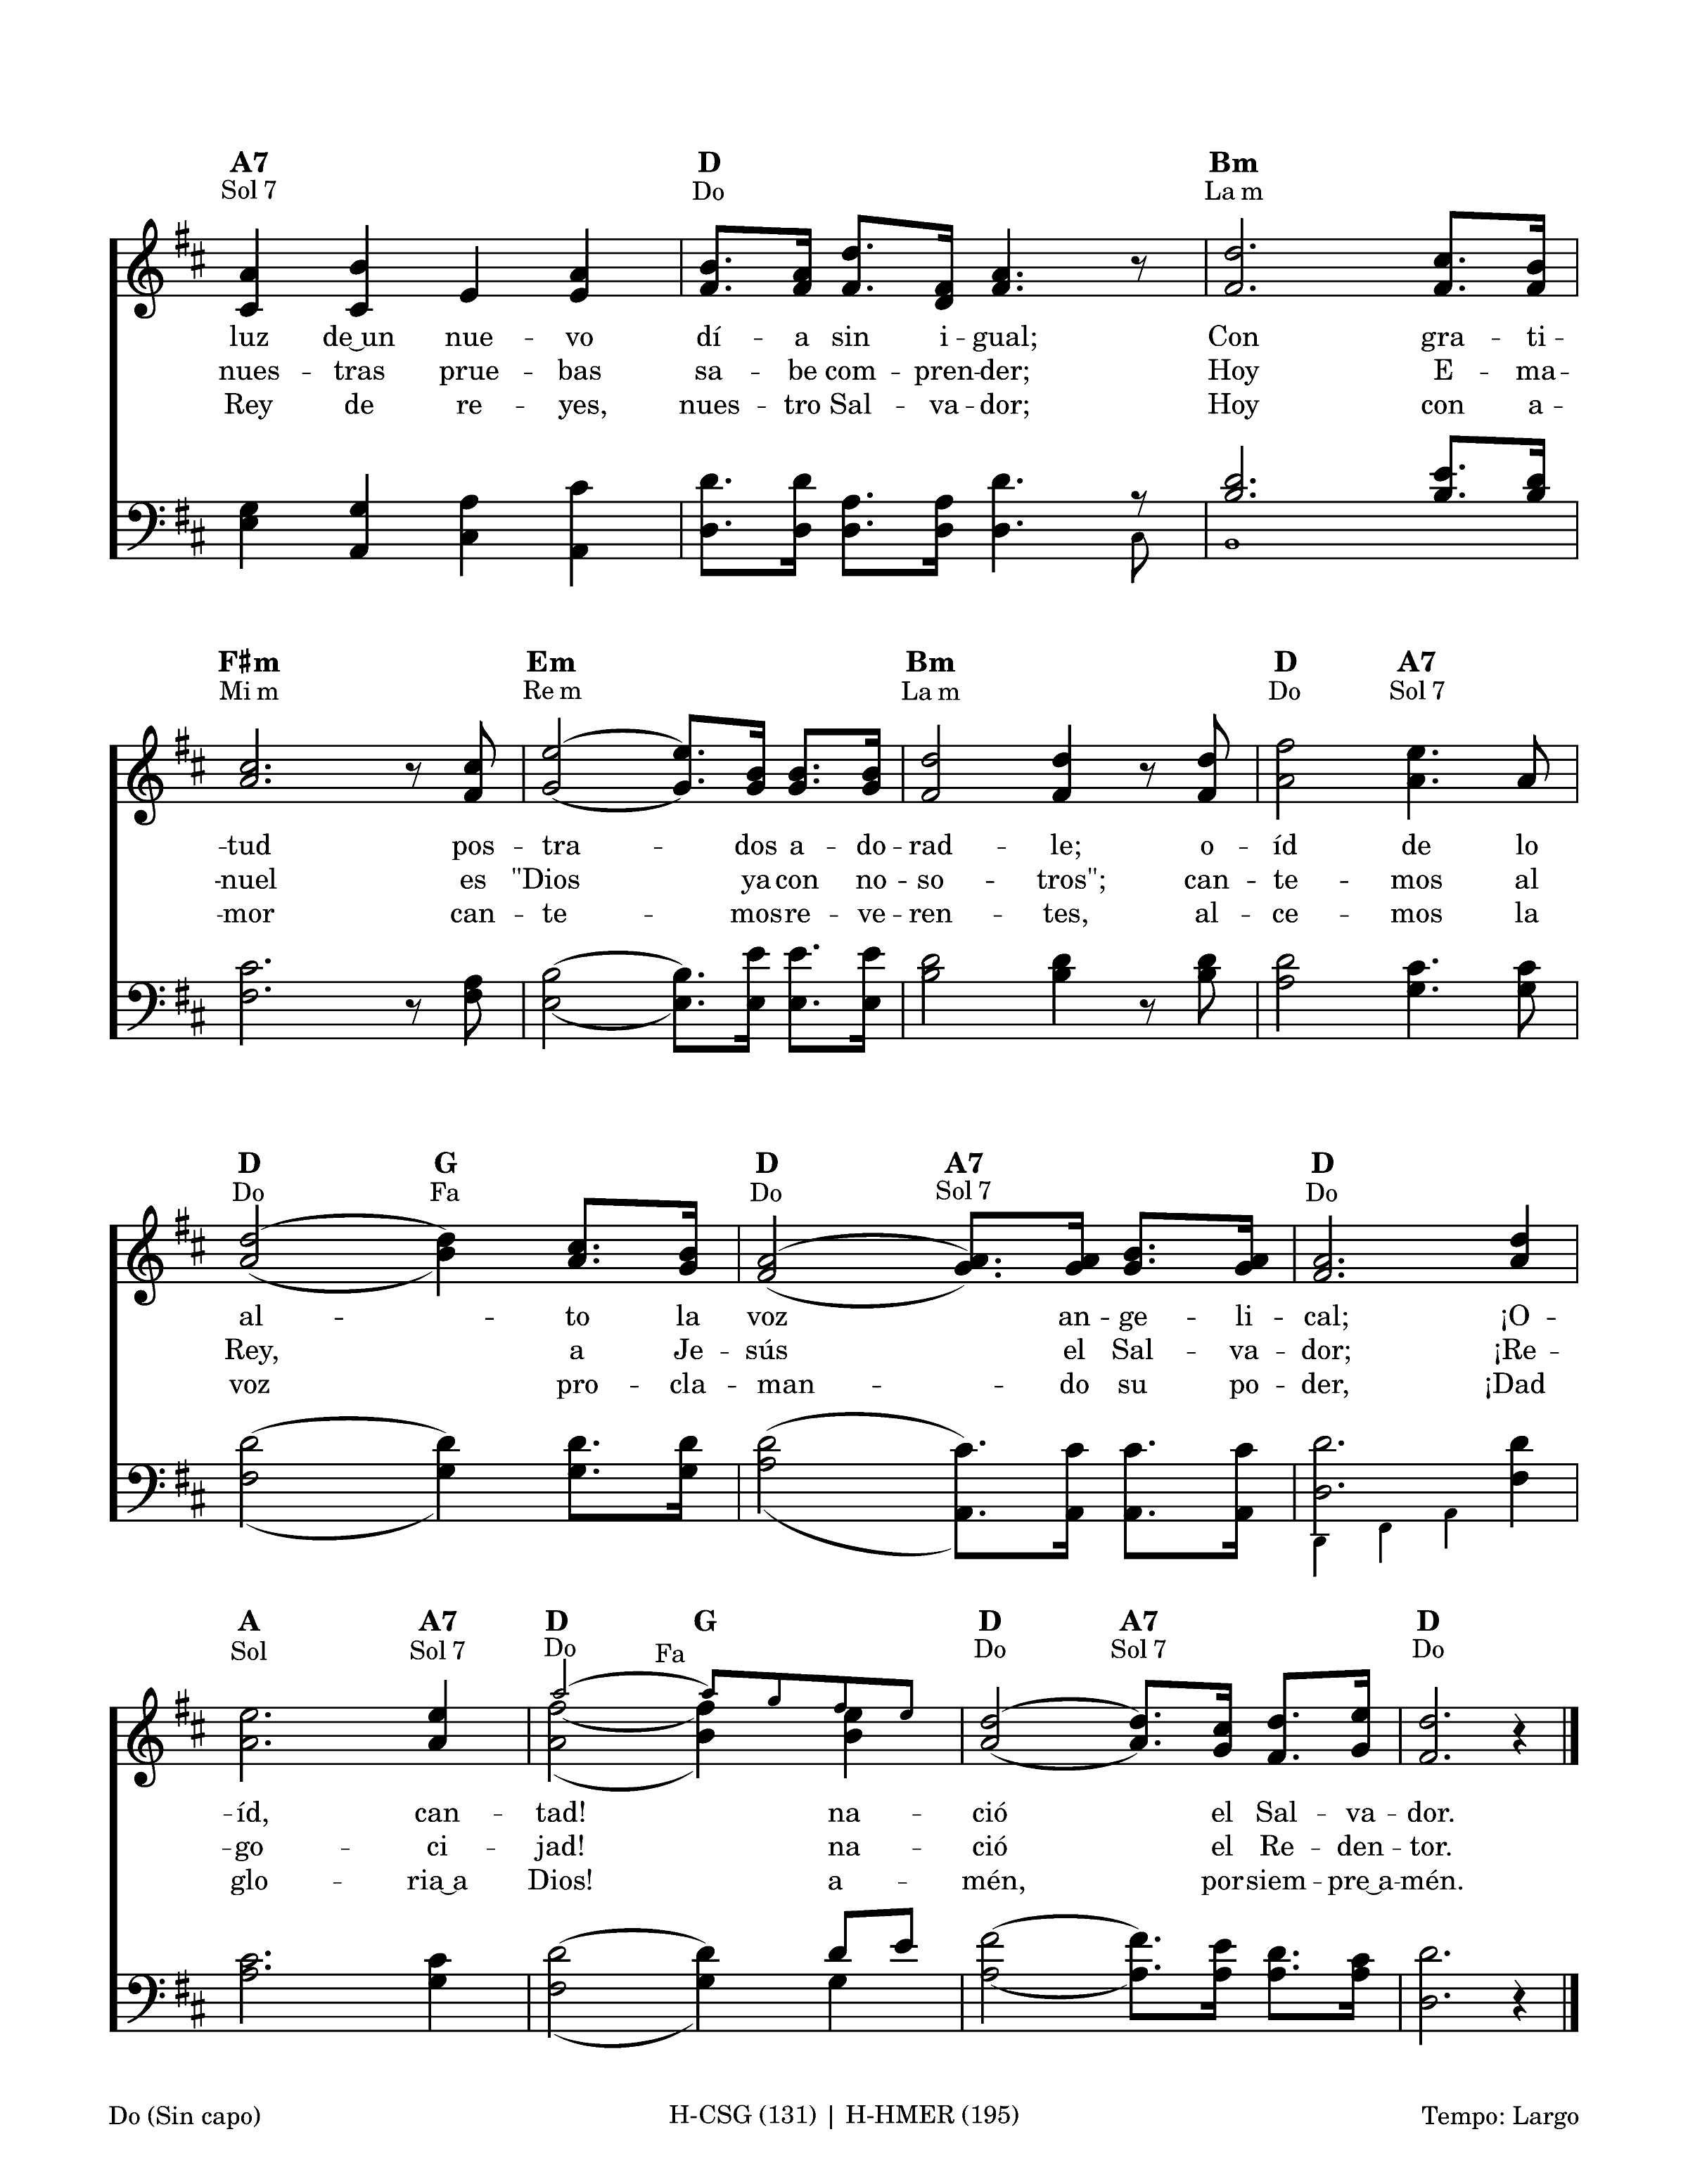 A7 D Bm
Sol 7 Do La m
luz de‿un nue - vo dí - a sin i - gual; Con gra - ti -
nues - tras prue - bas sa - be com - pren - der; Hoy E - ma -
Rey de re - yes, nues - tro Sal - va - dor; Hoy con a -
F♯m Em Bm D A7
Mi m Re m La m Do Sol 7
-tud pos - tra - dos a - do - rad - le; o - íd de lo
-nuel es "Dios ya con no - so - tros"; can - te - mos al
-mor can - te - mos re - ve - ren - tes, al - ce - mos la
D G D A7 D
Do Fa Do Sol 7 Do
al - to la voz an - ge - li - cal; ¡O -
Rey, a Je - sús el Sal - va - dor; ¡Re -
voz pro - cla - man - do su po - der, ¡Dad
A A7 D G D A7 D
Sol Sol 7 Do Fa Do Sol 7 Do
-íd, can - tad! na - ció el Sal - va - dor.
-go - ci - jad! na - ció el Re - den - tor.
glo - ria‿a Dios! a - mén, por siem - pre‿a - mén.
Do (Sin capo) H-CSG (131) | H-HMER (195) Tempo: Largo